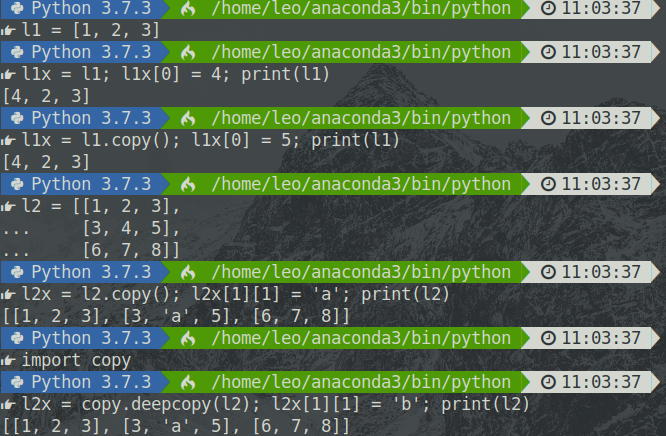 Python 3.7.3 /home/leo/anaconda3/bin/python 11:03:37
l1 = [1, 2, 3]
Python 3.7.3 /home/leo/anaconda3/bin/python 11:03:37
l1x = l1; l1x[0] = 4; print(l1)
[4, 2, 3]
Python 3.7.3 /home/leo/anaconda3/bin/python 11:03:37
l1x = l1.copy(); l1x[0] = 5; print(l1)
[4, 2, 3]
Python 3.7.3 /home/leo/anaconda3/bin/python 11:03:37
l2 = [[1, 2, 3],
...     [3, 4, 5],
...     [6, 7, 8]]
Python 3.7.3 /home/leo/anaconda3/bin/python 11:03:37
l2x = l2.copy(); l2x[1][1] = 'a'; print(l2)
[[1, 2, 3], [3, 'a', 5], [6, 7, 8]]
Python 3.7.3 /home/leo/anaconda3/bin/python 11:03:37
import copy
Python 3.7.3 /home/leo/anaconda3/bin/python 11:03:37
l2x = copy.deepcopy(l2); l2x[1][1] = 'b'; print(l2)
[[1, 2, 3], [3, 'a', 5], [6, 7, 8]]